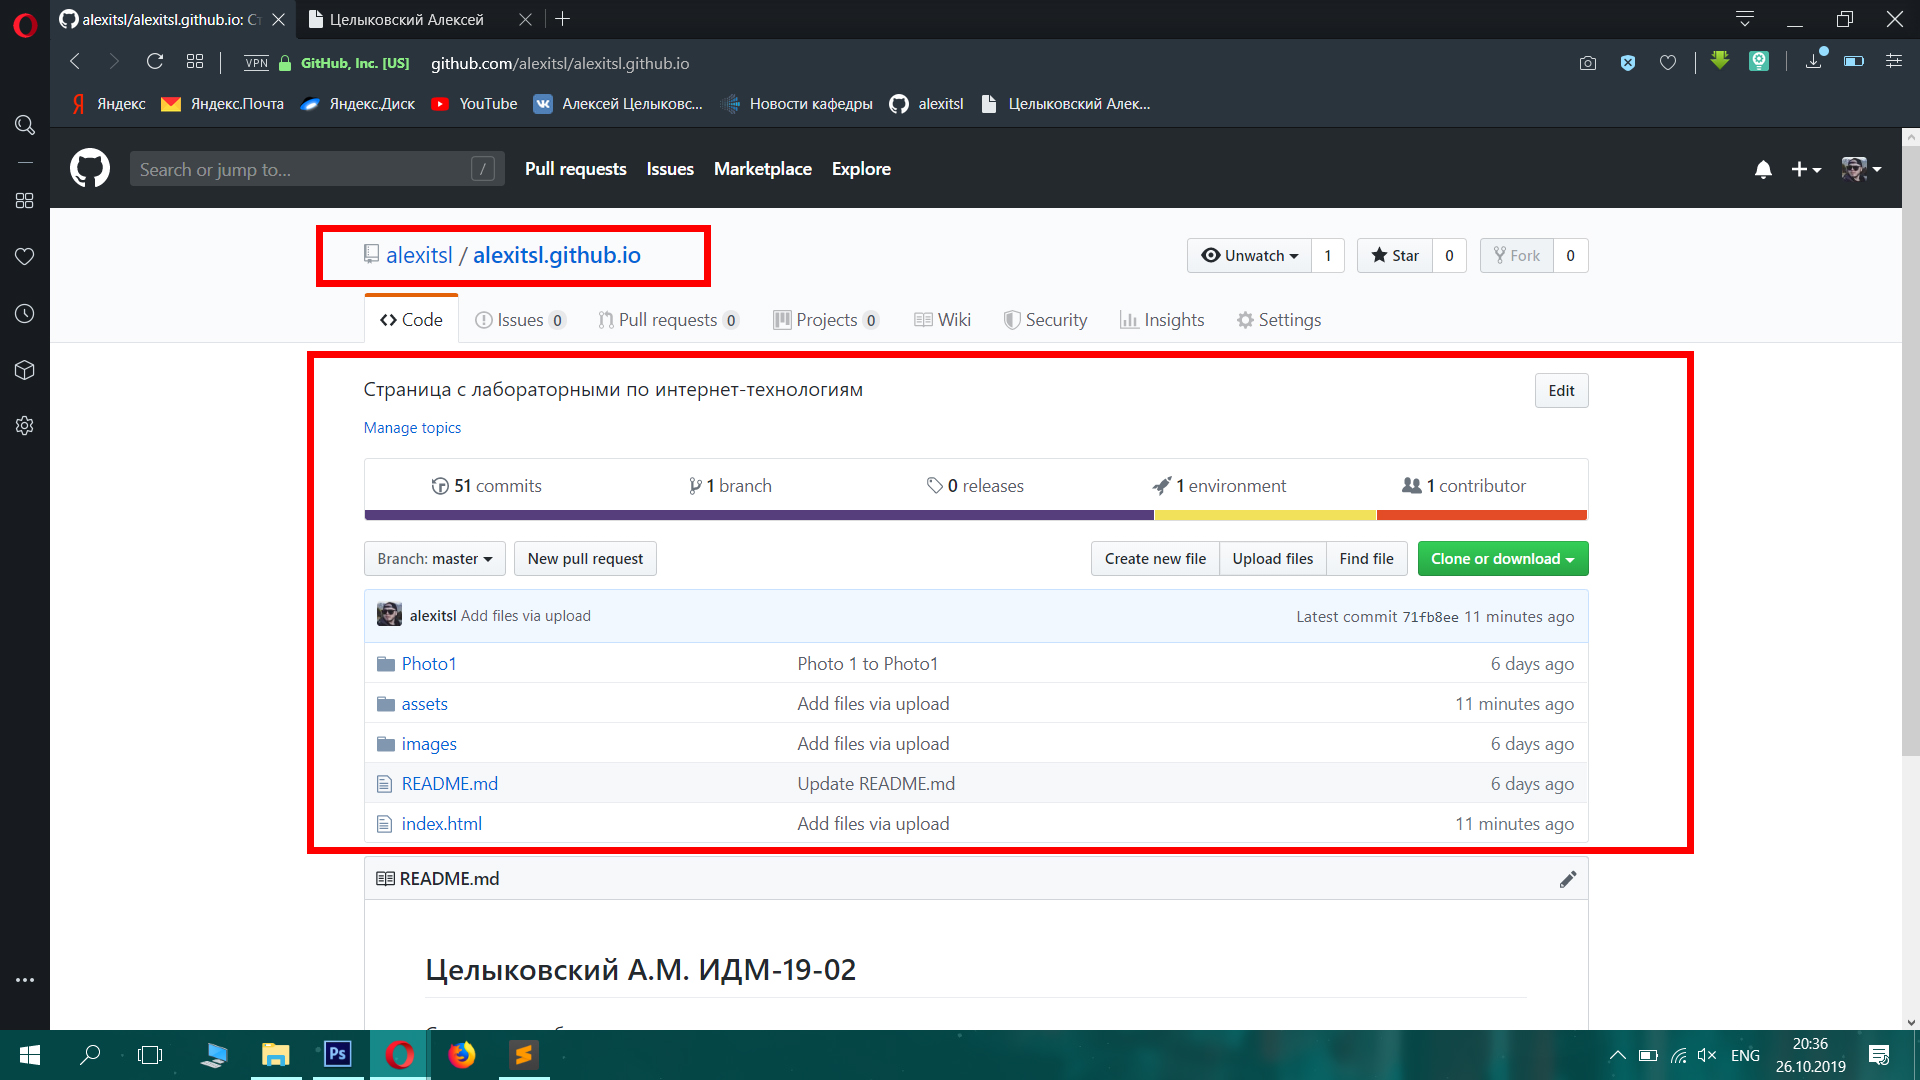 alexitsl/alexitsl.github.io: Ст
Целыковский Алексей
VPN
GitHub, Inc. [US]
github.com/alexitsl/alexitsl.github.io
Яндекс
Яндекс.Почта
Яндекс.Диск
YouTube
Алексей Целыковс...
Новости кафедры
alexitsl
Целыковский Алек...
Search or jump to...
/
Pull requests
Issues
Marketplace
Explore
alexitsl / alexitsl.github.io
Unwatch
1
Star
0
Fork
0
Code
Issues 0
Pull requests 0
Projects 0
Wiki
Security
Insights
Settings
Страница с лабораторными по интернет-технологиям
Edit
Manage topics
51 commits
1 branch
0 releases
1 environment
1 contributor
Branch: master
New pull request
Create new file
Upload files
Find file
Clone or download
alexitsl Add files via upload
Latest commit 71fb8ee 11 minutes ago
Photo1
Photo 1 to Photo1
6 days ago
assets
Add files via upload
11 minutes ago
images
Add files via upload
6 days ago
README.md
Update README.md
6 days ago
index.html
Add files via upload
11 minutes ago
README.md
Целыковский А.М. ИДМ-19-02
Ps
ENG
20:36
26.10.2019